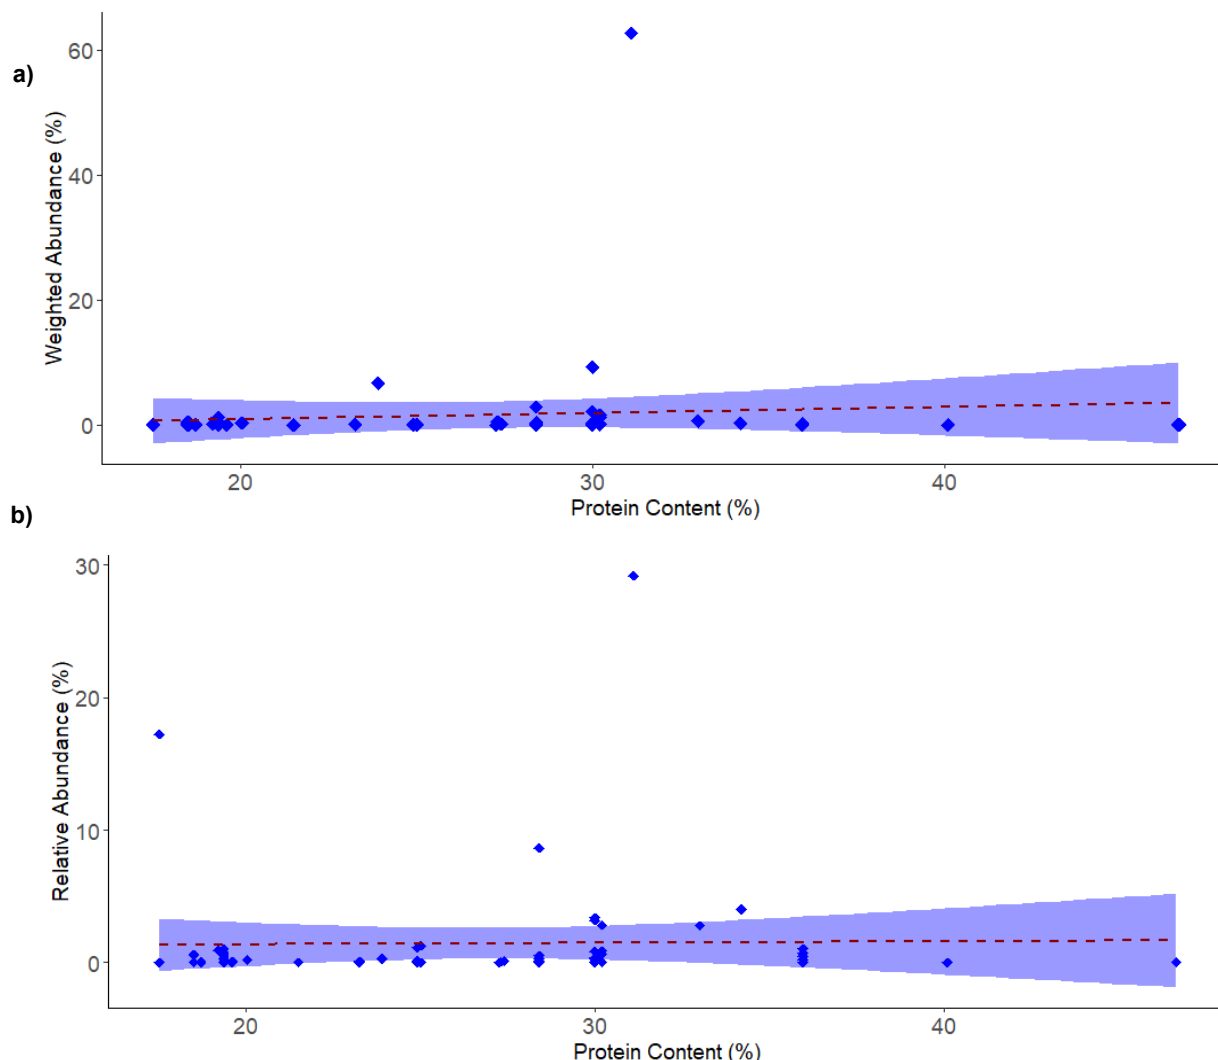 a)
Weighted Abundance (%)
60
40
20
0
20 30 40
Protein Content (%)
b)
Relative Abundance (%)
30
20
10
0
20 30 40
Protein Content (%)